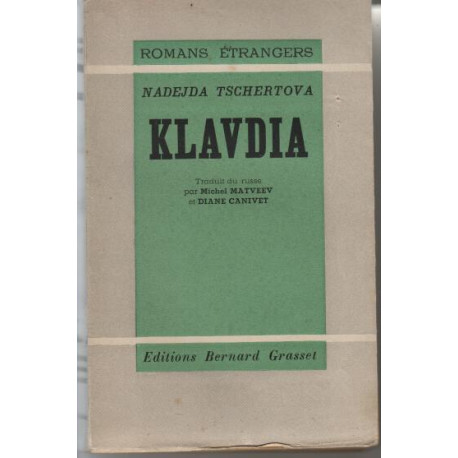 ROMANS ÉTRANGERS
NADEJDA TSCHERTOVA
KLAVDIA
Traduit du russe
par Michel MATVEEV
et DIANE CANIVET
Editions Bernard Grasset